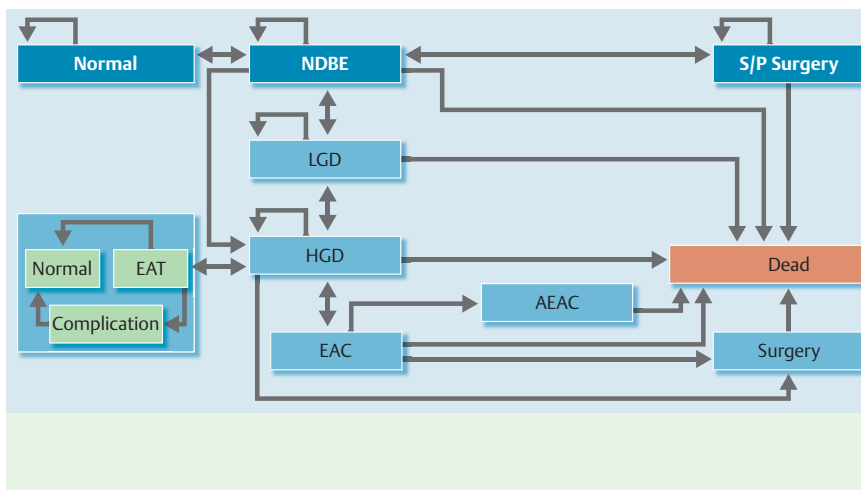 Normal
NDBE
S/P Surgery
LGD
HGD
Normal
EAT
Dead
Complication
AEAC
EAC
Surgery